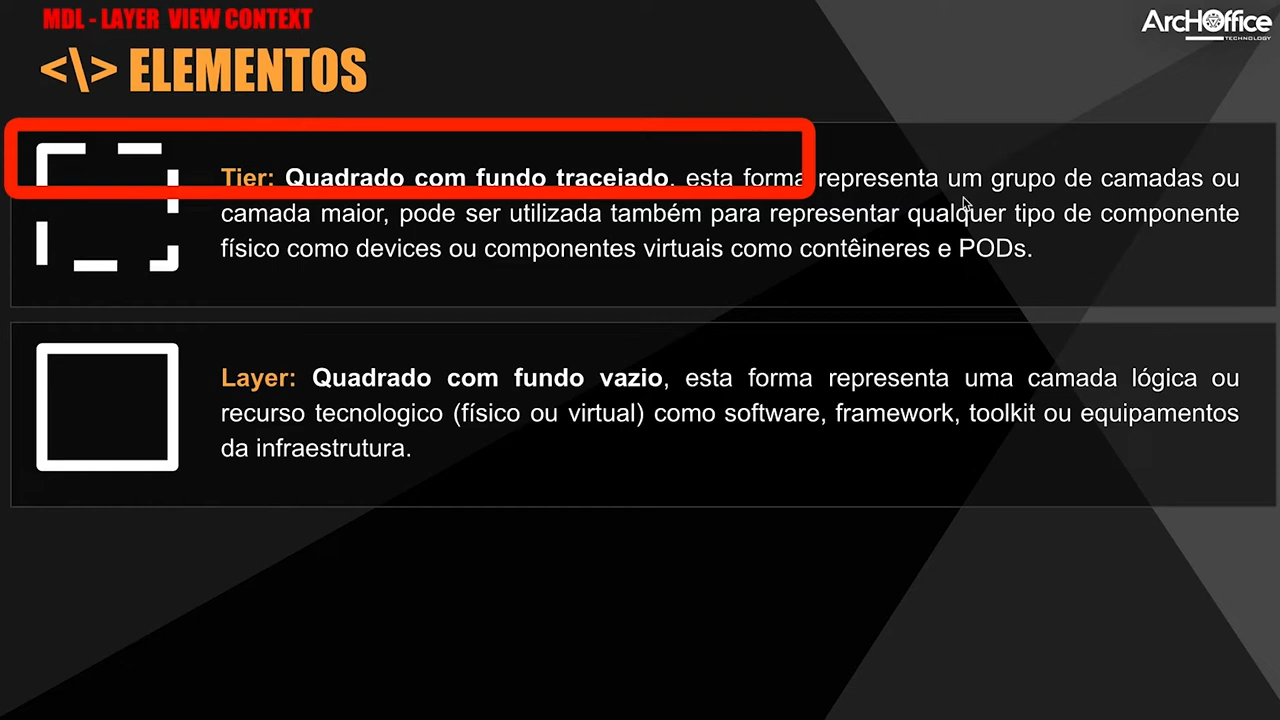 MDL - LAYER VIEW CONTEXT
ArcHOffice
TECHNOLOGY
<\> ELEMENTOS
Tier: Quadrado com fundo tracejado, esta forma representa um grupo de camadas ou
camada maior, pode ser utilizada também para representar qualquer tipo de componente
físico como devices ou componentes virtuais como contêineres e PODs.
Layer: Quadrado com fundo vazio, esta forma representa uma camada lógica ou
recurso tecnologico (físico ou virtual) como software, framework, toolkit ou equipamentos
da infraestrutura.